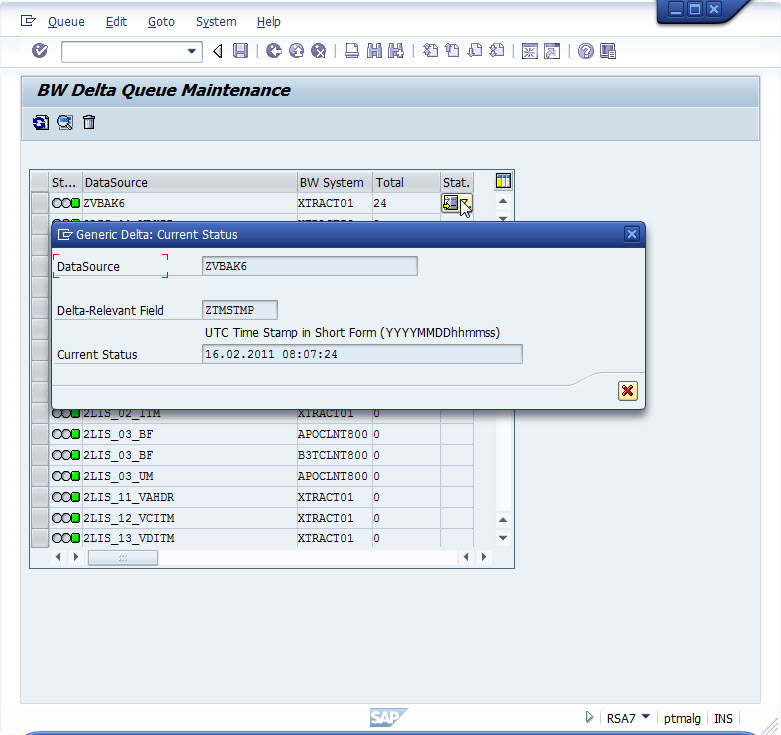 Queue Edit Goto System Help
BW Delta Queue Maintenance
St... DataSource BW System Total Stat.
ZVBAK6 XTRACT01 24
Generic Delta: Current Status
DataSource ZVBAK6
Delta-Relevant Field ZTMSTMP
UTC Time Stamp in Short Form (YYYYMMDDhhmmss)
Current Status 16.02.2011 08:07:24
2LIS_02_ITM XTRACT01 0
2LIS_03_BF APOCLNT800 0
2LIS_03_BF B3TCLNT800 0
2LIS_03_UM APOCLNT800 0
2LIS_11_VAHDR XTRACT01 0
2LIS_12_VCITM XTRACT01 0
2LIS_13_VDITM XTRACT01 0
SAP RSA7 ptmalg INS